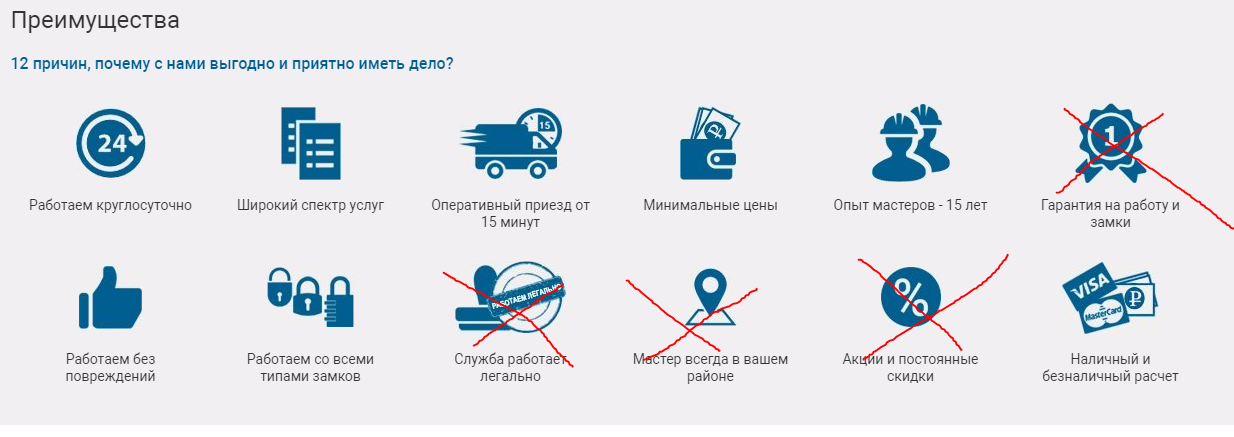 Преимущества
12 причин, почему с нами выгодно и приятно иметь дело?
24
15
1
Работаем круглосуточно
Широкий спектр услуг
Оперативный приезд от
15 минут
Минимальные цены
Опыт мастеров - 15 лет
Гарантия на работу и
замки
РАБОТАЕМ ЛЕГАЛЬНО
%
VISA
MasterCard
₽
Работаем без
повреждений
Работаем со всеми
типами замков
Служба работает
легально
Мастер всегда в вашем
районе
Акции и постоянные
скидки
Наличный и
безналичный расчет